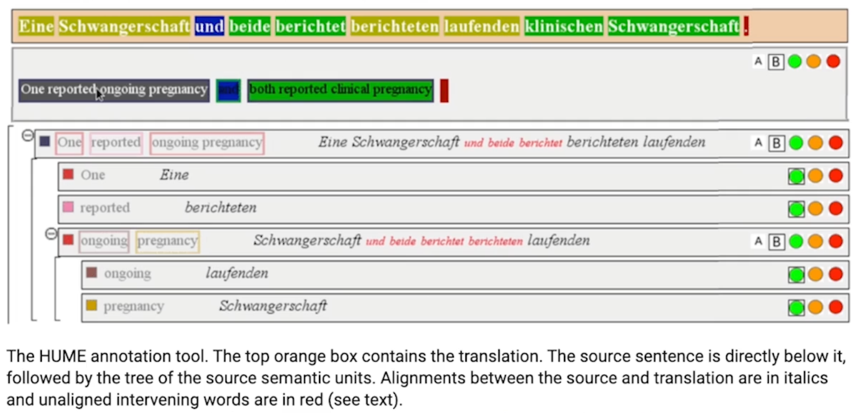 Eine Schwangerschaft und beide berichtet berichteten laufenden klinischen Schwangerschaft .
A B
One reported ongoing pregnancy and both reported clinical pregnancy
One reported ongoing pregnancy Eine Schwangerschaft und beide berichtet berichteten laufenden A B
One Eine
reported berichteten
ongoing pregnancy Schwangerschaft und beide berichtet berichteten laufenden A B
ongoing laufenden
pregnancy Schwangerschaft
The HUME annotation tool. The top orange box contains the translation. The source sentence is directly below it,
followed by the tree of the source semantic units. Alignments between the source and translation are in italics
and unaligned intervening words are in red (see text).